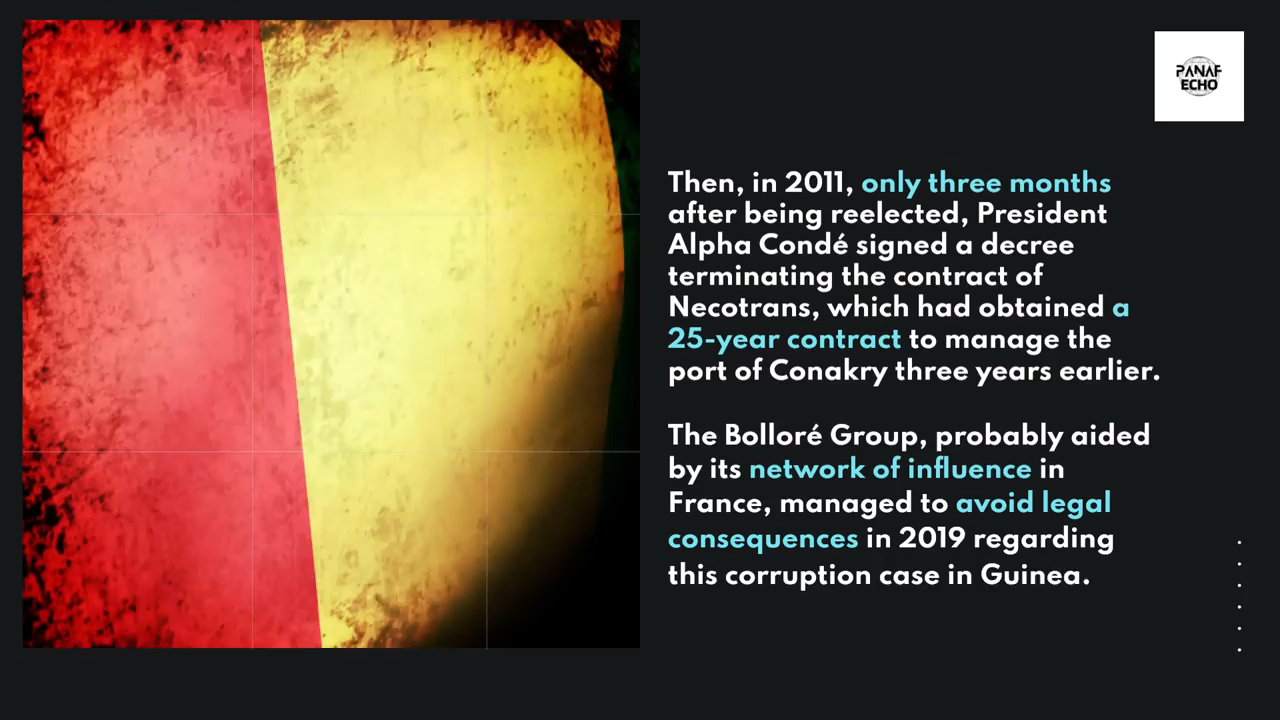 PANAF
ECHO
Then, in 2011, only three months
after being reelected, President
Alpha Condé signed a decree
terminating the contract of
Necotrans, which had obtained a
25-year contract to manage the
port of Conakry three years earlier.
The Bolloré Group, probably aided
by its network of influence in
France, managed to avoid legal
consequences in 2019 regarding
this corruption case in Guinea.